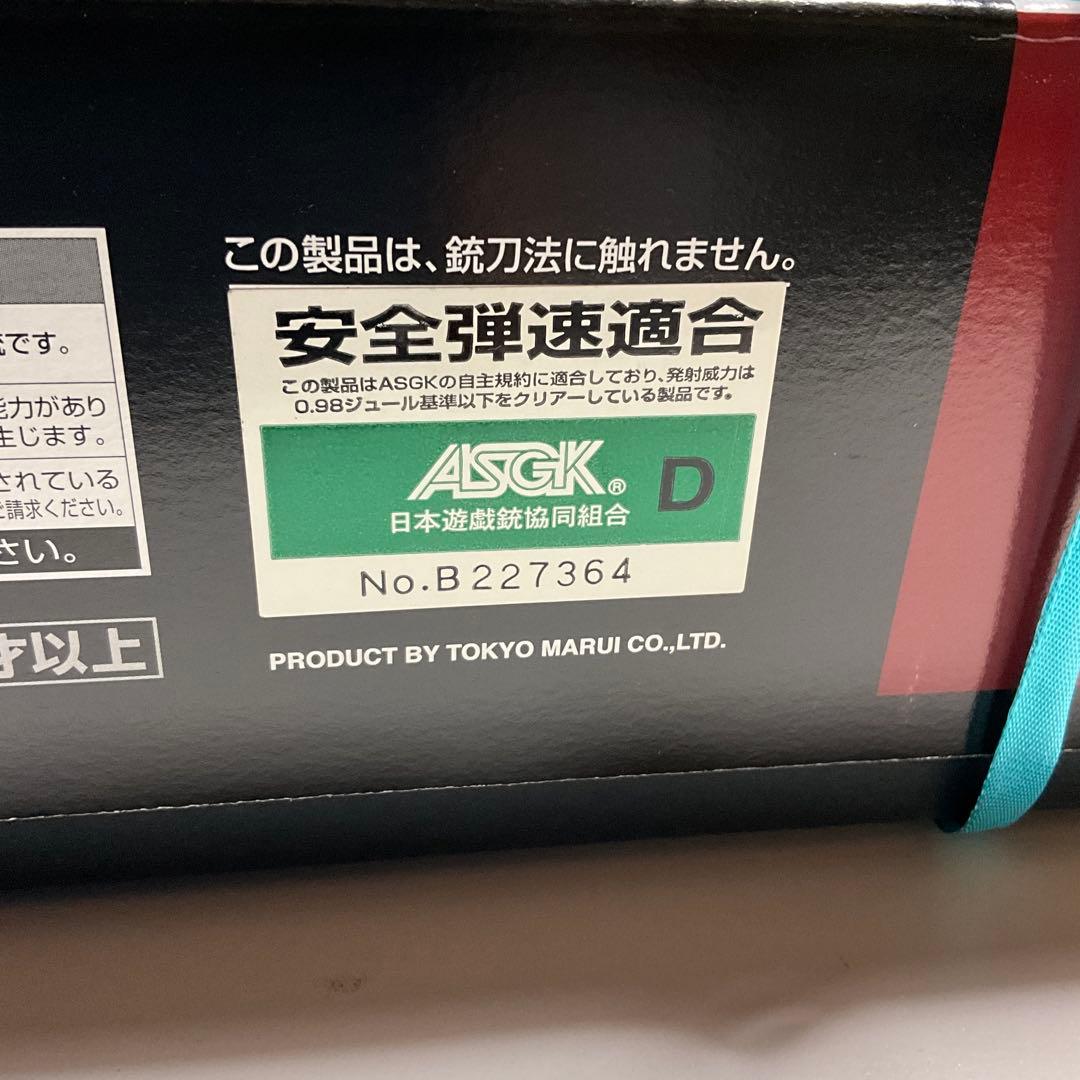 この製品は、銃刀法に触れません。
安全弾速適合
この製品はASGKの自主規約に適合しており、発射威力は
0.98ジュール基準以下をクリアーしている製品です。
ASGK® D
日本遊戯銃協同組合
No.B227364
PRODUCT BY TOKYO MARUI CO.,LTD.
です。
力があり
生じます。
されている
ご請求ください。
さい。
才以上